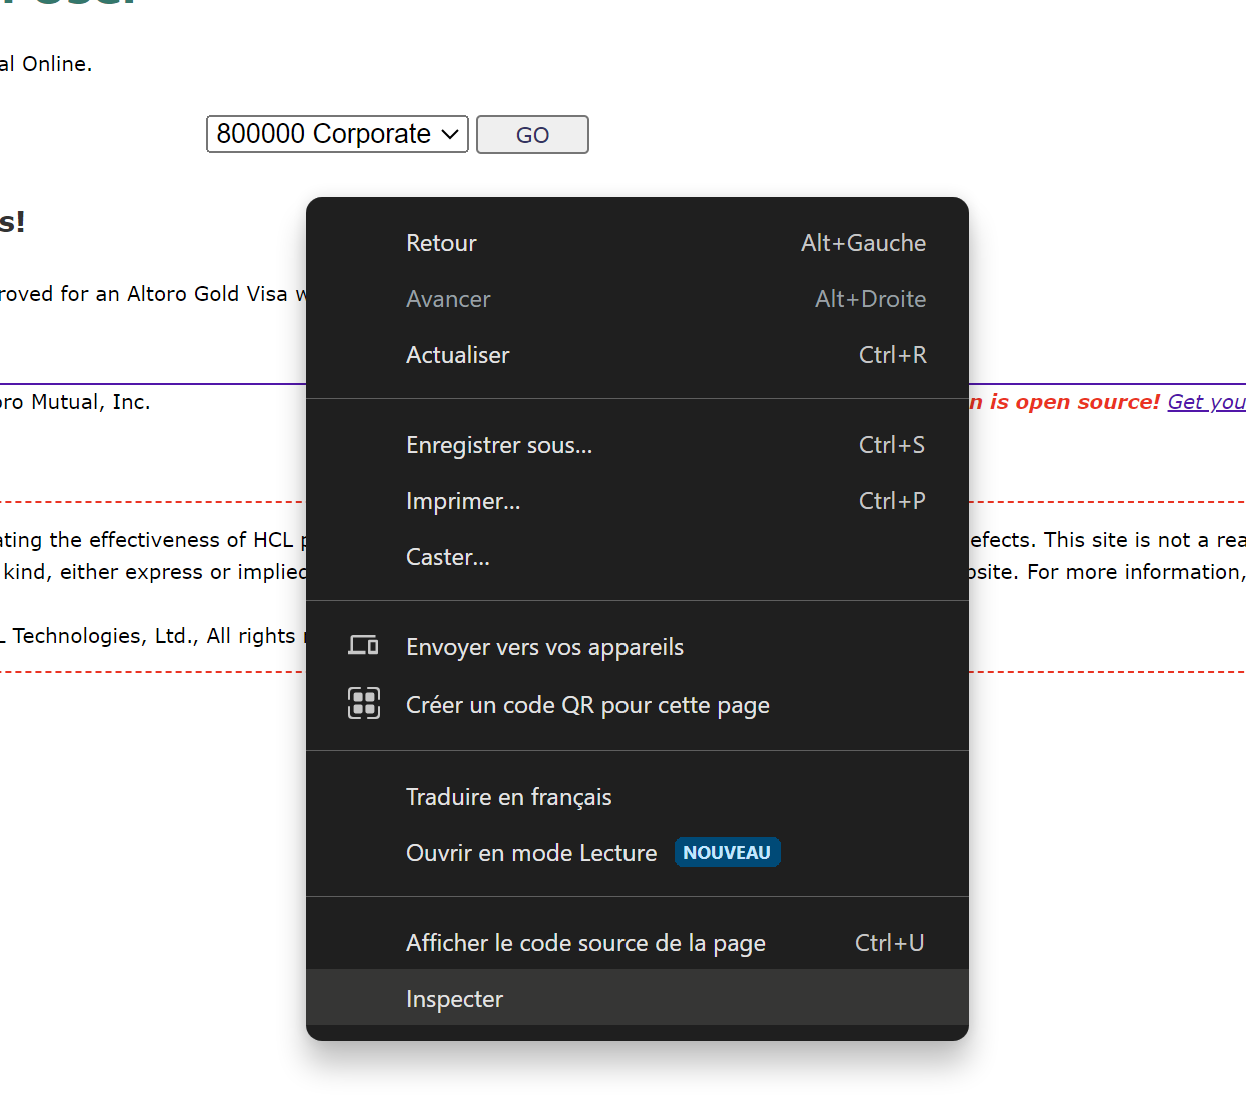 al Online.
800000 Corporate GO
s!
roved for an Altoro Gold Visa w
Retour Alt+Gauche
Avancer Alt+Droite
Actualiser Ctrl+R
oro Mutual, Inc.
n is open source! Get you
Enregistrer sous... Ctrl+S
Imprimer... Ctrl+P
Caster...
ating the effectiveness of HCL p
efects. This site is not a rea
kind, either express or implied
bsite. For more information,
L Technologies, Ltd., All rights r
Envoyer vers vos appareils
Créer un code QR pour cette page
Traduire en français
Ouvrir en mode Lecture NOUVEAU
Afficher le code source de la page Ctrl+U
Inspecter